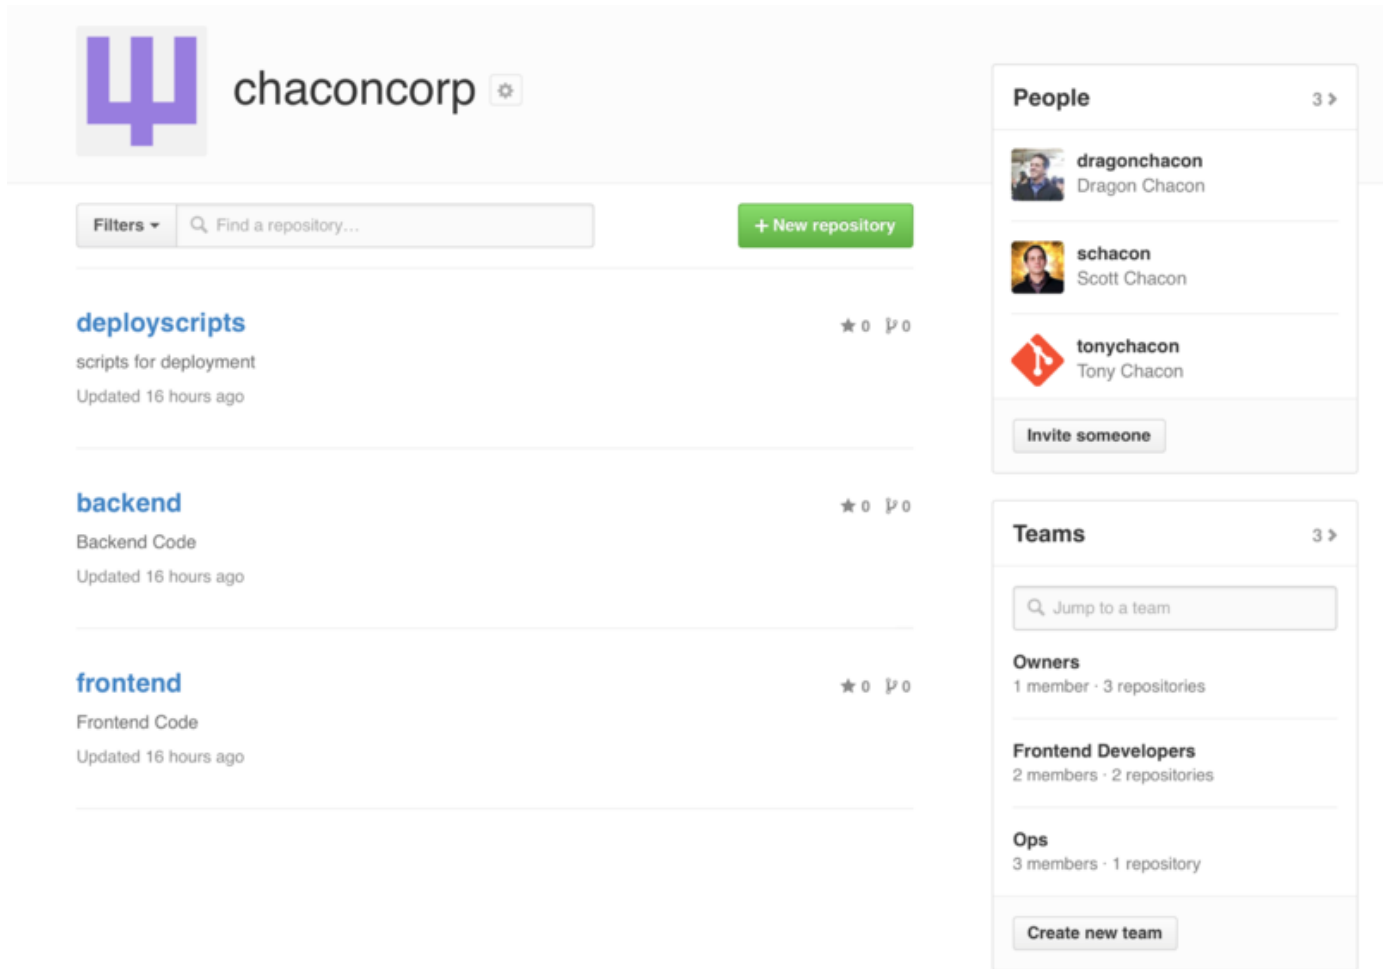 chaconcorp
Filters
Find a repository...
+ New repository
deployscripts
0 0
scripts for deployment
Updated 16 hours ago
backend
0 0
Backend Code
Updated 16 hours ago
frontend
0 0
Frontend Code
Updated 16 hours ago
People 3
dragonchacon
Dragon Chacon
schacon
Scott Chacon
tonychacon
Tony Chacon
Invite someone
Teams 3
Jump to a team
Owners
1 member · 3 repositories
Frontend Developers
2 members · 2 repositories
Ops
3 members · 1 repository
Create new team